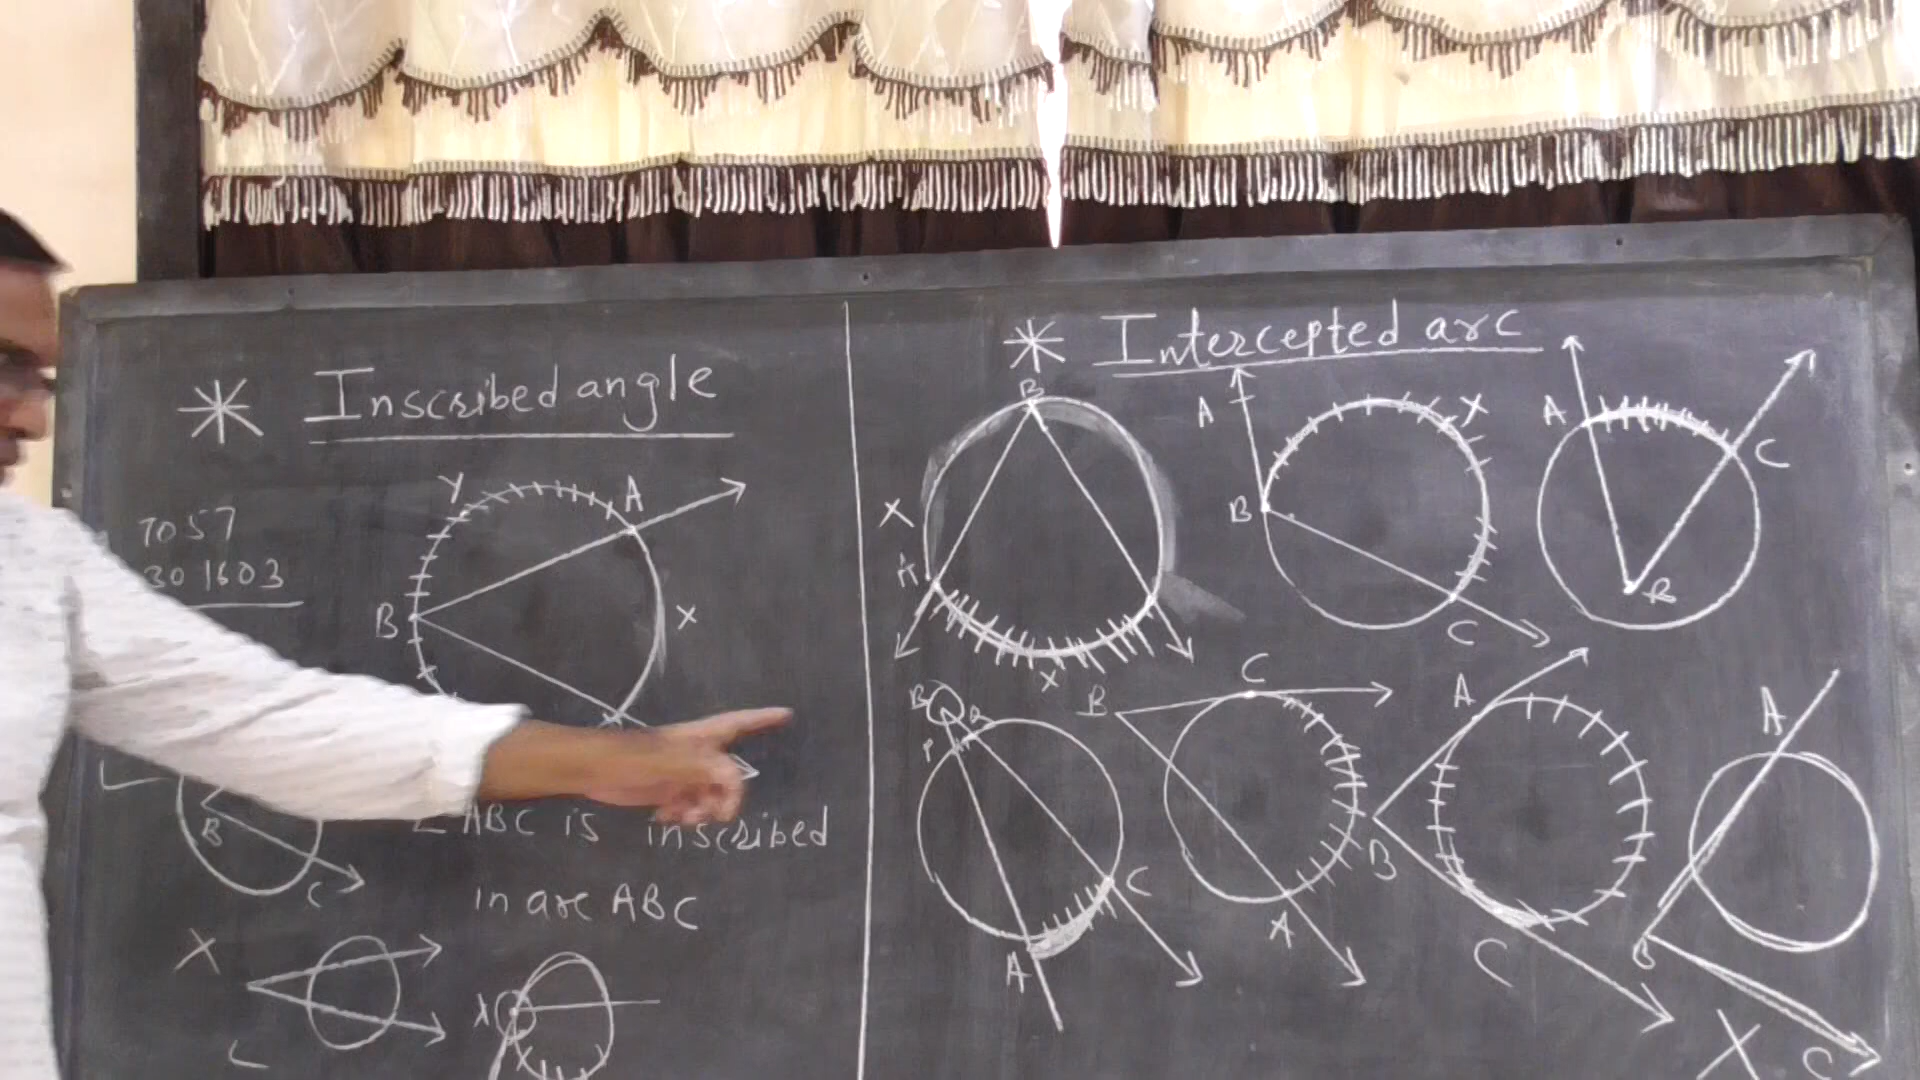 * Inscribed angle
7057
301603
Y
A
B
X
B
C
∠ ABC is inscribed
in arc ABC
X
X
* Intercepted arc
B
X
A
X
A
X
B
C
A
C
B
B
P
C
A
B
C
A
A
B
C
A
B
C
X